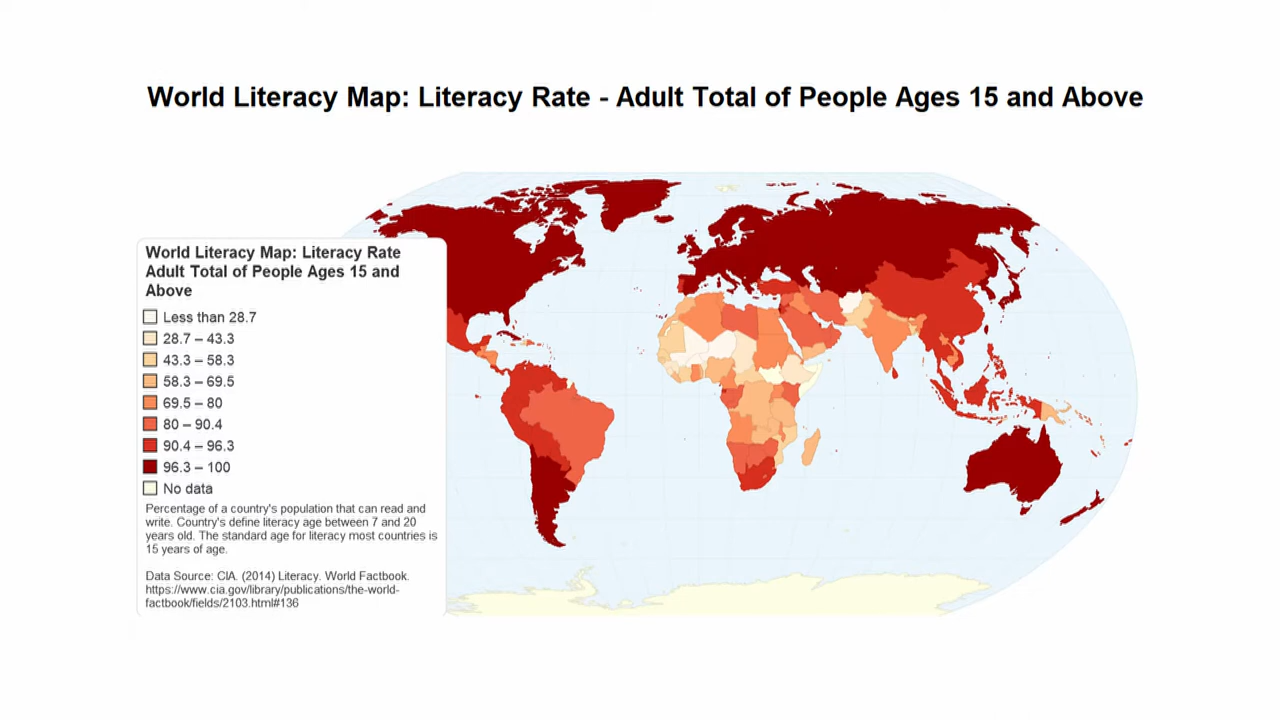 World Literacy Map: Literacy Rate - Adult Total of People Ages 15 and Above
World Literacy Map: Literacy Rate
Adult Total of People Ages 15 and
Above
Less than 28.7
28.7 – 43.3
43.3 – 58.3
58.3 – 69.5
69.5 – 80
80 – 90.4
90.4 – 96.3
96.3 – 100
No data
Percentage of a country's population that can read and
write. Country's define literacy age between 7 and 20
years old. The standard age for literacy most countries is
15 years of age.
Data Source: CIA. (2014) Literacy. World Factbook.
https://www.cia.gov/library/publications/the-world-
factbook/fields/2103.html#136